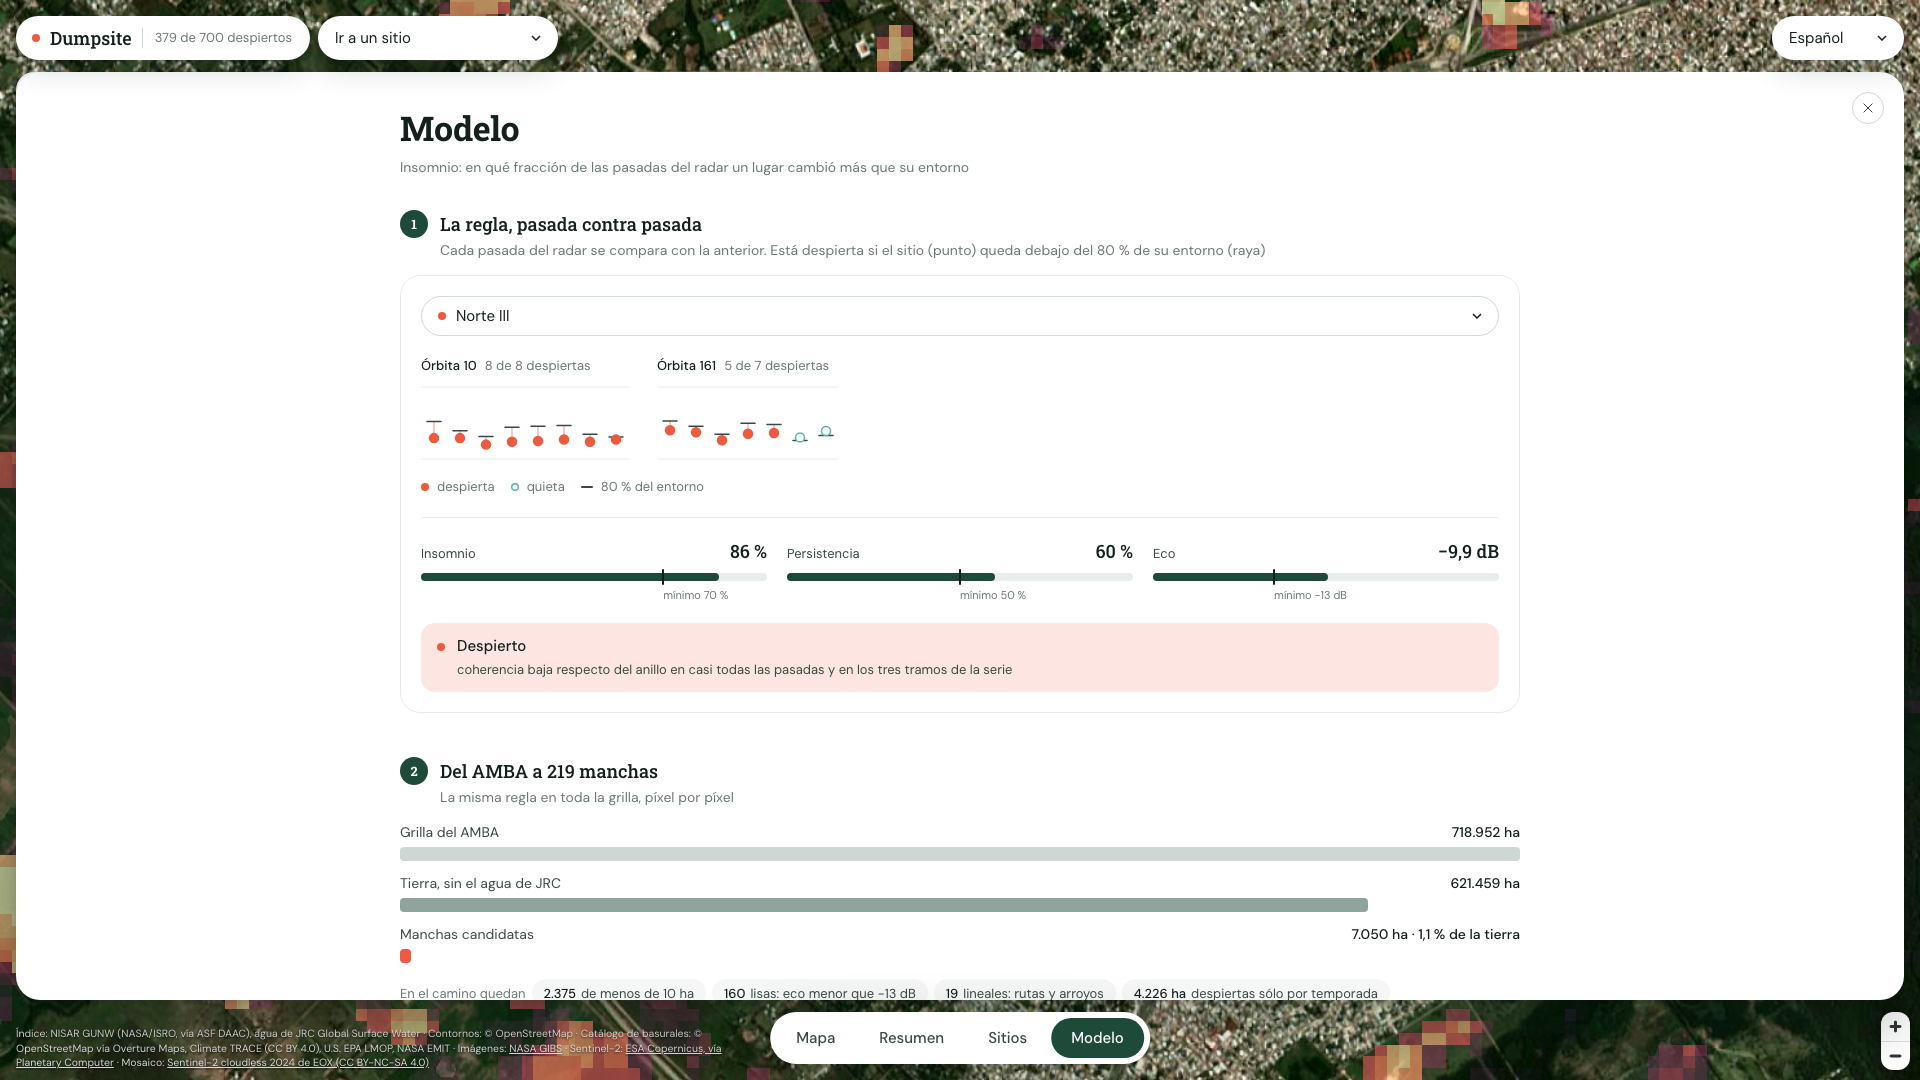 Dumpsite
379 de 700 despiertos
Ir a un sitio
Español
Modelo
Insomnio: en qué fracción de las pasadas del radar un lugar cambió más que su entorno
1
La regla, pasada contra pasada
Cada pasada del radar se compara con la anterior. Está despierta si el sitio (punto) queda debajo del 80 % de su entorno (raya)
Norte III
Órbita 10 8 de 8 despiertas
Órbita 161 5 de 7 despiertas
despierta
quieta
80 % del entorno
Insomnio 86 %
mínimo 70 %
Persistencia 60 %
mínimo 50 %
Eco −9,9 dB
mínimo -13 dB
Despierto
coherencia baja respecto del anillo en casi todas las pasadas y en los tres tramos de la serie
2
Del AMBA a 219 manchas
La misma regla en toda la grilla, píxel por píxel
Grilla del AMBA 718.952 ha
Tierra, sin el agua de JRC 621.459 ha
Manchas candidatas 7.050 ha · 1,1 % de la tierra
En el camino quedan
2.375 de menos de 10 ha
160 lisas: eco menor que -13 dB
19 lineales: rutas y arroyos
4.226 ha despiertas sólo por temporada
Índice: NISAR GUNW (NASA/ISRO, vía ASF DAAC), agua de JRC Global Surface Water · Contornos: © OpenStreetMap · Catálogo de basurales: ©
OpenStreetMap vía Overture Maps, Climate TRACE (CC BY 4.0), U.S. EPA LMOP, NASA EMIT · Imágenes: NASA GIBS · Sentinel-2: ESA Copernicus, vía
Planetary Computer · Mosaico: Sentinel-2 cloudless 2024 de EOX (CC BY-NC-SA 4.0)
Mapa
Resumen
Sitios
Modelo